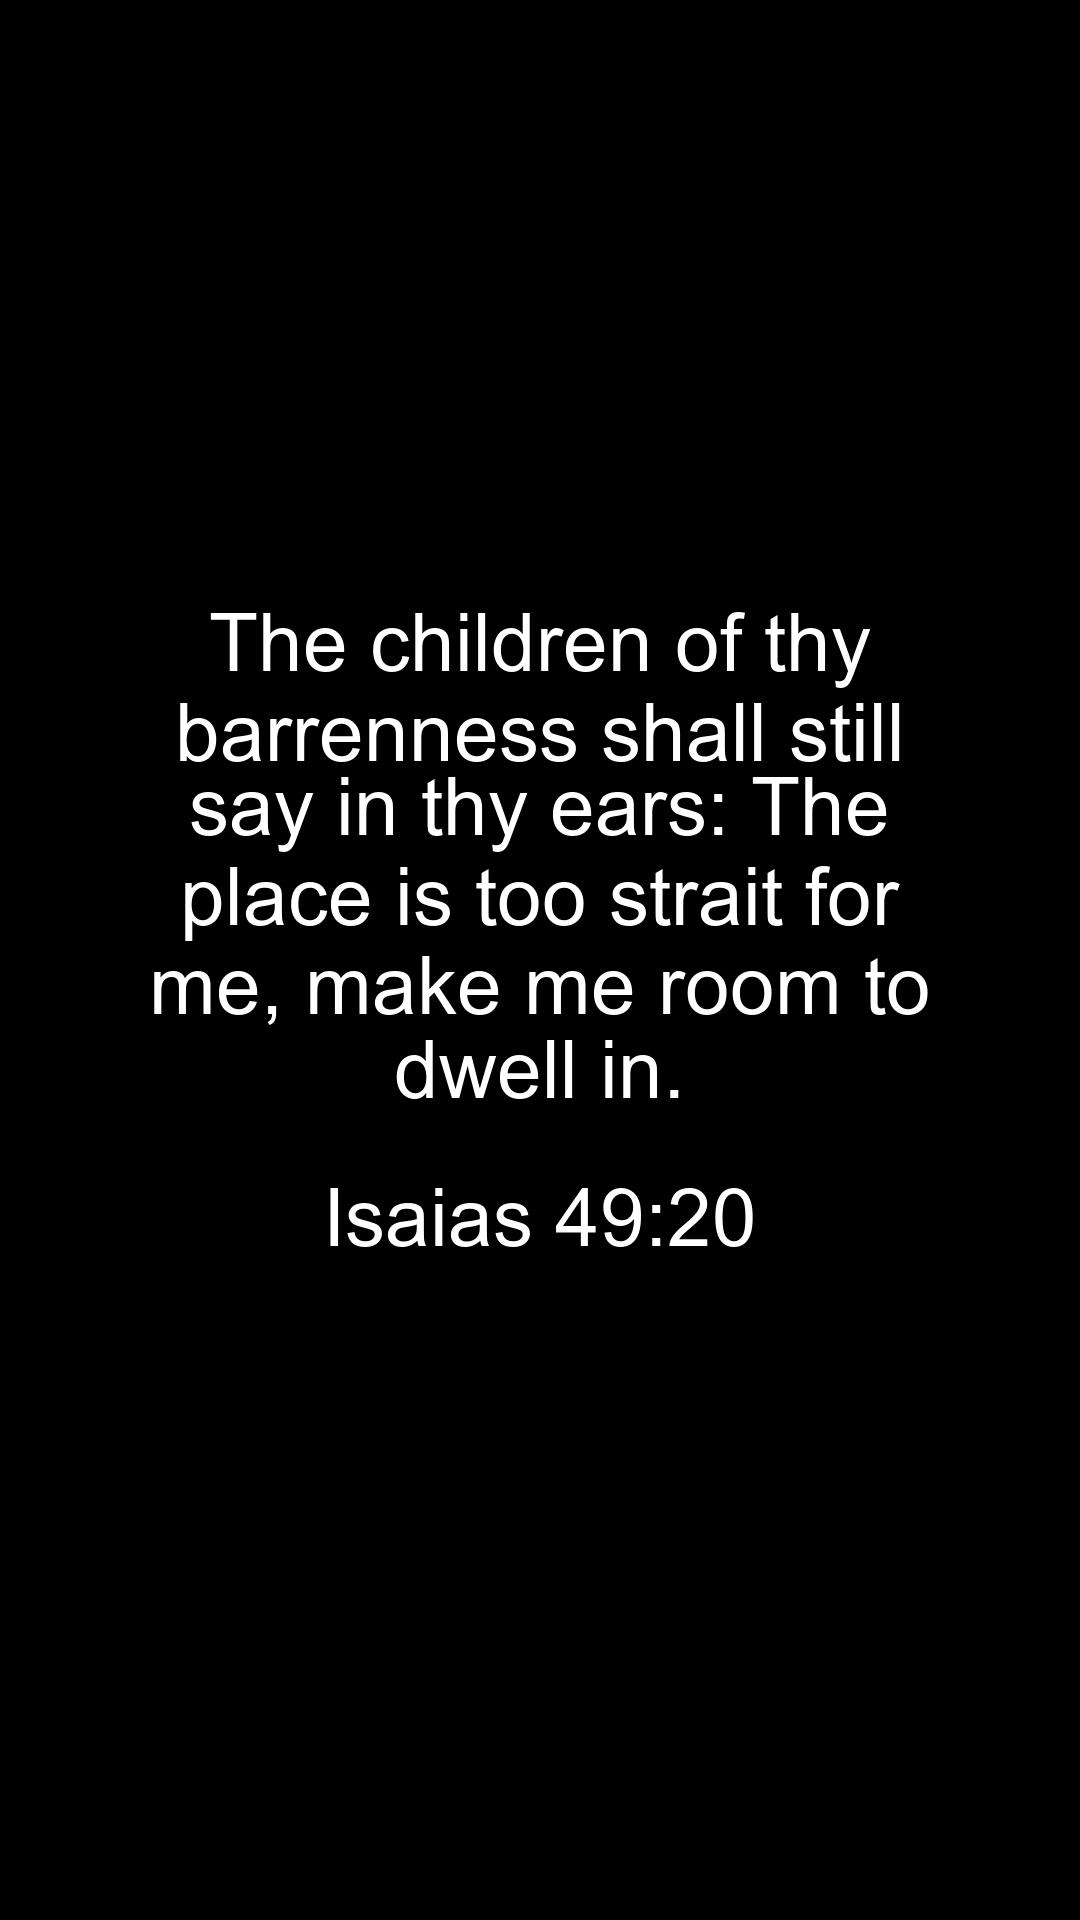 The children of thy
barrenness shall still
say in thy ears: The
place is too strait for
me, make me room to
dwell in.
Isaias 49:20